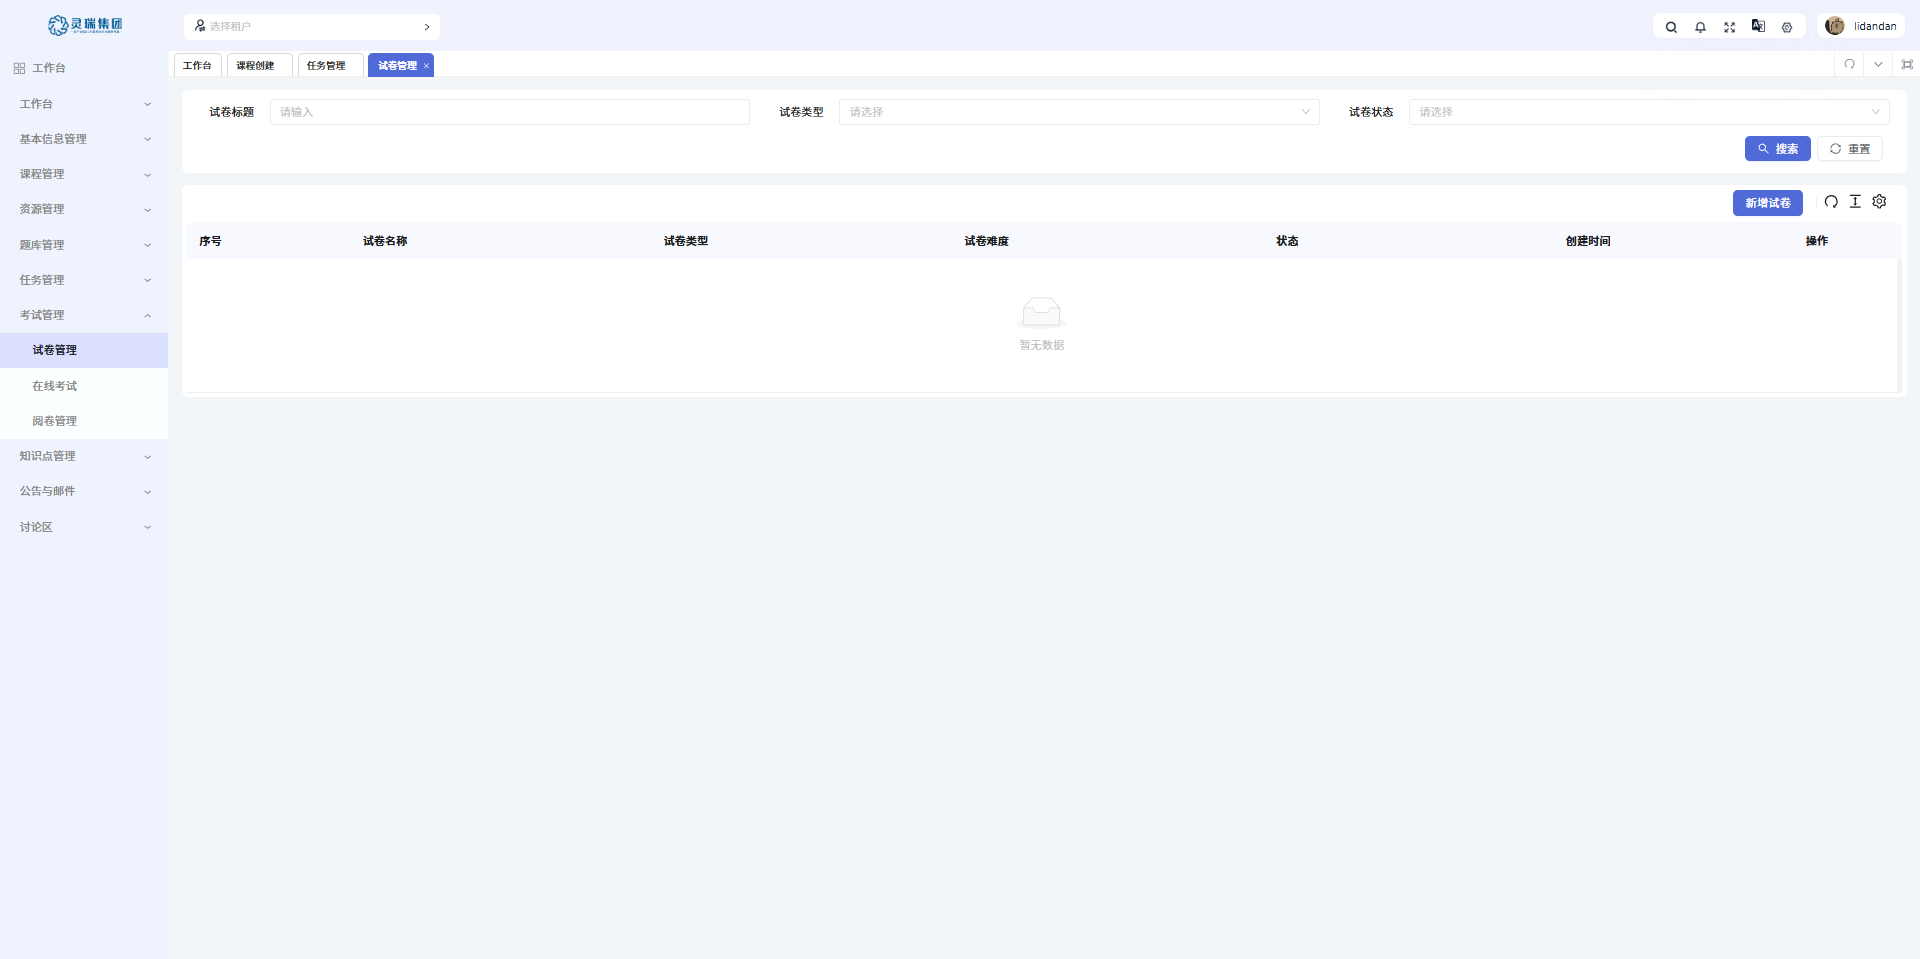 灵瑞集团
选择租户
lidandan
工作台
工作台
基本信息管理
课程管理
资源管理
题库管理
任务管理
考试管理
试卷管理
在线考试
阅卷管理
知识点管理
公告与邮件
讨论区
工作台 课程创建 任务管理 试卷管理
试卷标题 请输入 试卷类型 请选择 试卷状态 请选择
搜索 重置
新增试卷
序号 试卷名称 试卷类型 试卷难度 状态 创建时间 操作
暂无数据